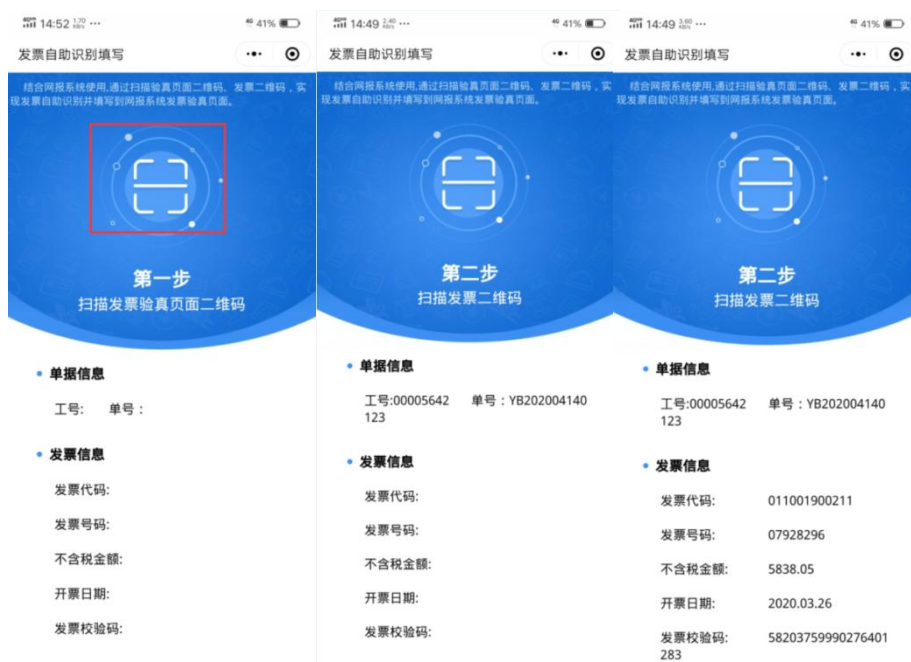 14:52 1.70 KB/s ···
4G 41%
发票自助识别填写
结合网报系统使用,通过扫描验真页面二维码、发票二维码，实
现发票自助识别并填写到网报系统发票验真页面。
第一步
扫描发票验真页面二维码
单据信息
工号: 单号：
发票信息
发票代码:
发票号码:
不含税金额:
开票日期:
发票校验码:
14:49 2.40 KB/s ···
4G 41%
发票自助识别填写
结合网报系统使用,通过扫描验真页面二维码、发票二维码，实
现发票自助识别并填写到网报系统发票验真页面。
第二步
扫描发票二维码
单据信息
工号:00005642 单号：YB202004140
123
发票信息
发票代码:
发票号码:
不含税金额:
开票日期:
发票校验码:
14:49 3.60 KB/s ···
4G 41%
发票自助识别填写
结合网报系统使用,通过扫描验真页面二维码、发票二维码，实
现发票自助识别并填写到网报系统发票验真页面。
第二步
扫描发票二维码
单据信息
工号:00005642 单号：YB202004140
123
发票信息
发票代码: 011001900211
发票号码: 07928296
不含税金额: 5838.05
开票日期: 2020.03.26
发票校验码: 58203759990276401
283